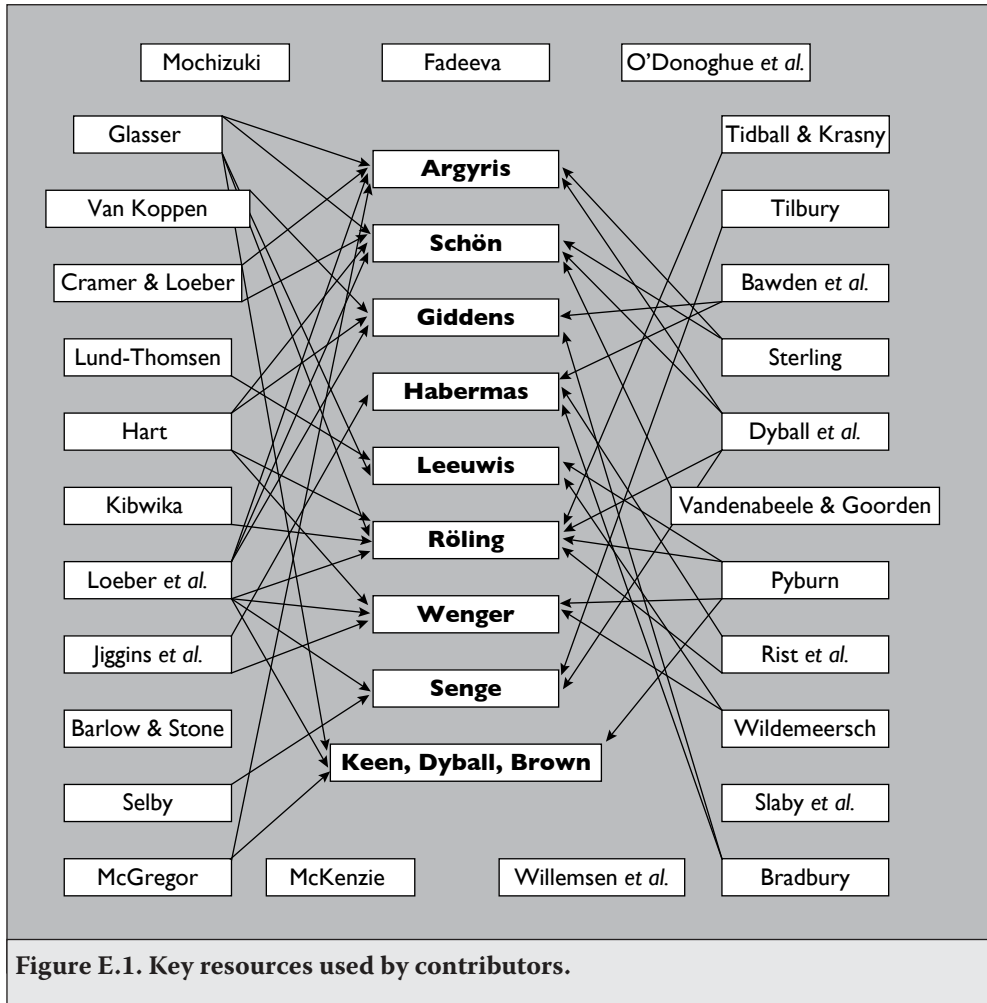 Mochizuki
Fadeeva
O'Donoghue et al.
Glasser
Tidball & Krasny
Argyris
Van Koppen
Tilbury
Schön
Cramer & Loeber
Bawden et al.
Giddens
Lund-Thomsen
Sterling
Habermas
Hart
Dyball et al.
Leeuwis
Kibwika
Vandenabeele & Goorden
Röling
Loeber et al.
Pyburn
Wenger
Jiggins et al.
Rist et al.
Senge
Barlow & Stone
Wildemeersch
Keen, Dyball, Brown
Selby
Slaby et al.
McGregor
McKenzie
Willemsen et al.
Bradbury
Figure E.1. Key resources used by contributors.